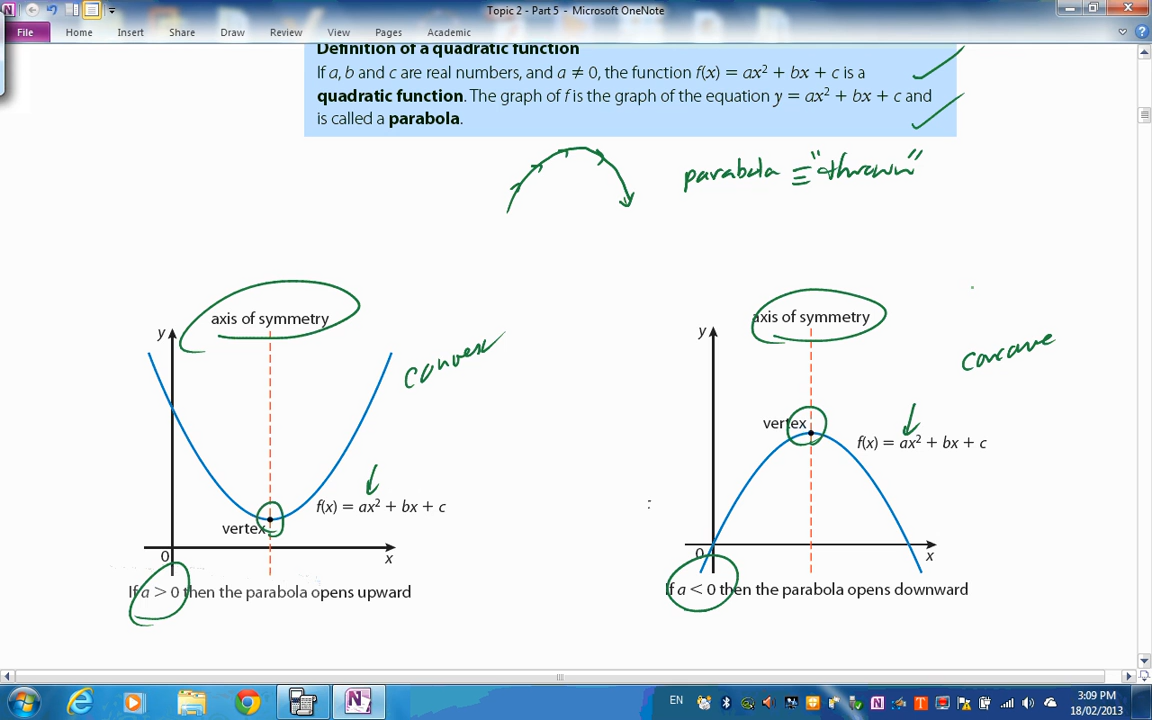 Topic 2 - Part 5 - Microsoft OneNote
File Home Insert Share Draw Review Pages Academic
Definition of a quadratic function
If a, b and c are real numbers, and a ≠ 0, the function f(x) = ax² + bx + c is a
quadratic function. The graph of f is the graph of the equation y = ax² + bx + c and
is called a parabola.
parabola ≡ "thrown"
axis of symmetry
y
convex
f(x) = ax² + bx + c
vertex
0
x
If a > 0 then the parabola opens upward
axis of symmetry
y
concave
vertex
f(x) = ax² + bx + c
:
0
x
If a < 0 then the parabola opens downward
EN
3:09 PM
18/02/2013